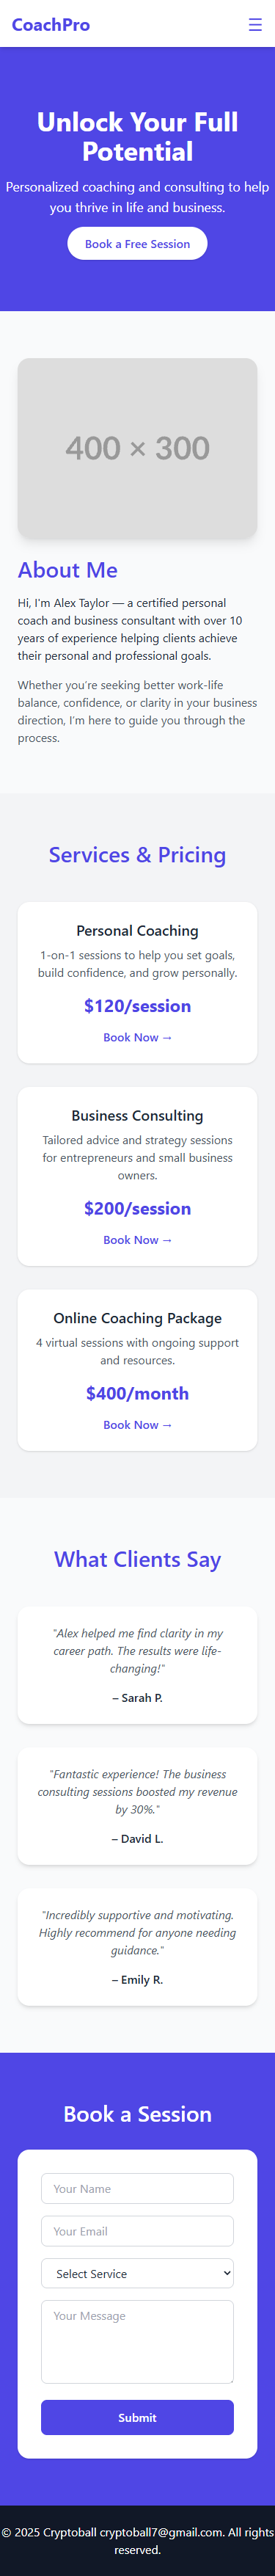 CoachPro
☰
Unlock Your Full
Potential
Personalized coaching and consulting to help
you thrive in life and business.
Book a Free Session
400 × 300
About Me
Hi, I'm Alex Taylor — a certified personal
coach and business consultant with over 10
years of experience helping clients achieve
their personal and professional goals.
Whether you're seeking better work-life
balance, confidence, or clarity in your business
direction, I'm here to guide you through the
process.
Services & Pricing
Personal Coaching
1-on-1 sessions to help you set goals,
build confidence, and grow personally.
$120/session
Book Now →
Business Consulting
Tailored advice and strategy sessions
for entrepreneurs and small business
owners.
$200/session
Book Now →
Online Coaching Package
4 virtual sessions with ongoing support
and resources.
$400/month
Book Now →
What Clients Say
"Alex helped me find clarity in my
career path. The results were life-
changing!"
– Sarah P.
"Fantastic experience! The business
consulting sessions boosted my revenue
by 30%."
– David L.
"Incredibly supportive and motivating.
Highly recommend for anyone needing
guidance."
– Emily R.
Book a Session
Your Name
Your Email
Select Service
Your Message
Submit
© 2025 Cryptoball cryptoball7@gmail.com. All rights
reserved.